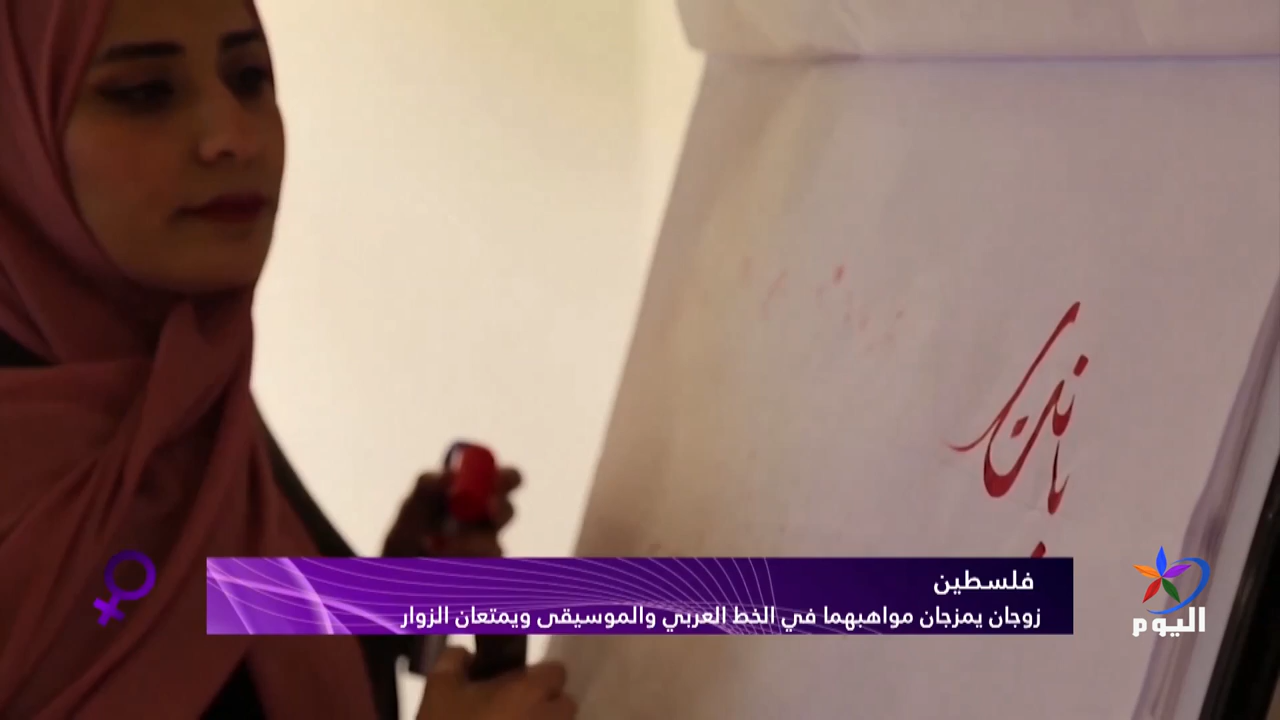 فلسطين
زوجان يمزجان مواهبهما في الخط العربي والموسيقى ويمتعان الزوار
اليوم